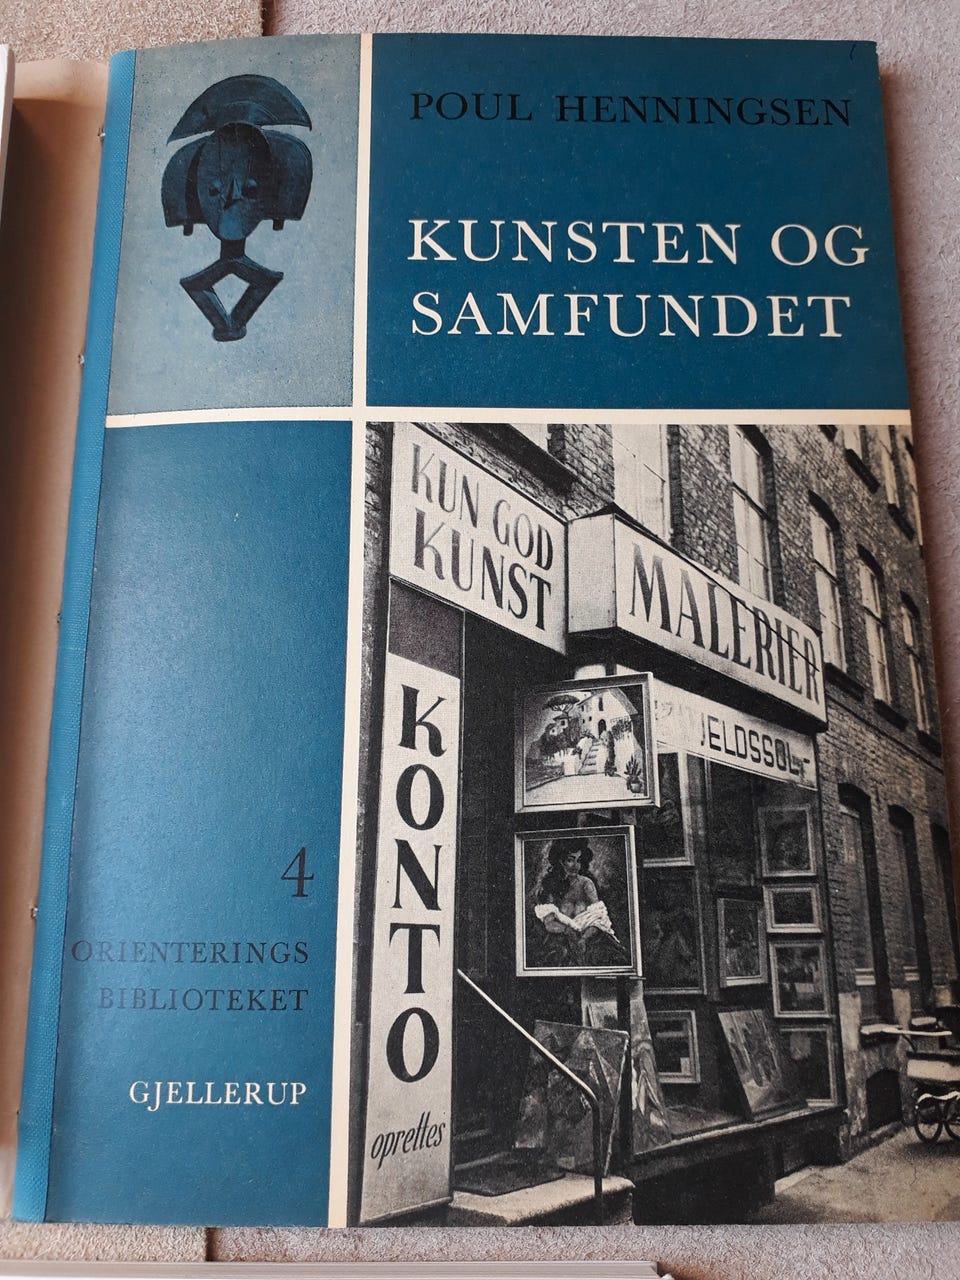 POUL HENNINGSEN
KUNSTEN OG
SAMFUNDET
KUN GOD
KUNST
MALERIER
KONTO
oprettes
4
ORIENTERINGS
BIBLIOTEKET
GJELLERUP